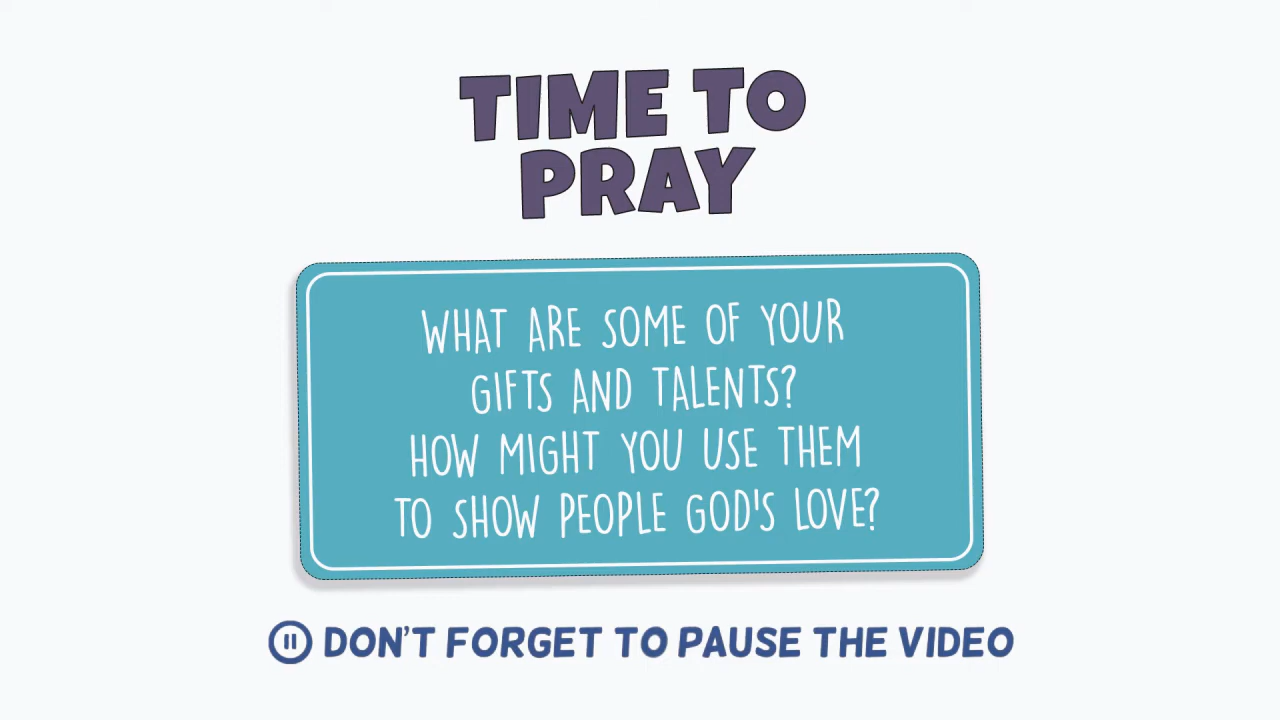 TIME TO
PRAY
WHAT ARE SOME OF YOUR
GIFTS AND TALENTS?
HOW MIGHT YOU USE THEM
TO SHOW PEOPLE GOD'S LOVE?
DON'T FORGET TO PAUSE THE VIDEO